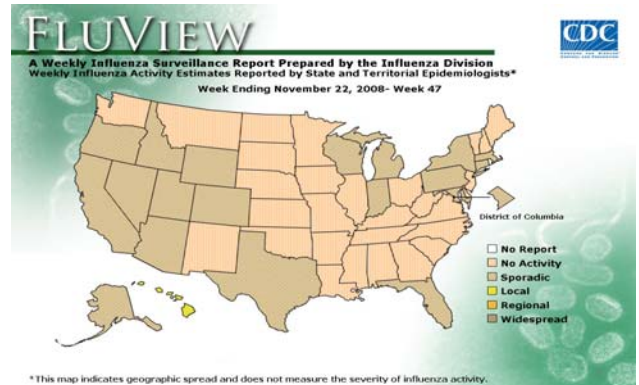 FLUVIEW
CDC
A Weekly Influenza Surveillance Report Prepared by the Influenza Division
Weekly Influenza Activity Estimates Reported by State and Territorial Epidemiologists*
Week Ending November 22, 2008- Week 47
District of Columbia
No Report
No Activity
Sporadic
Local
Regional
Widespread
*This map indicates geographic spread and does not measure the severity of influenza activity.